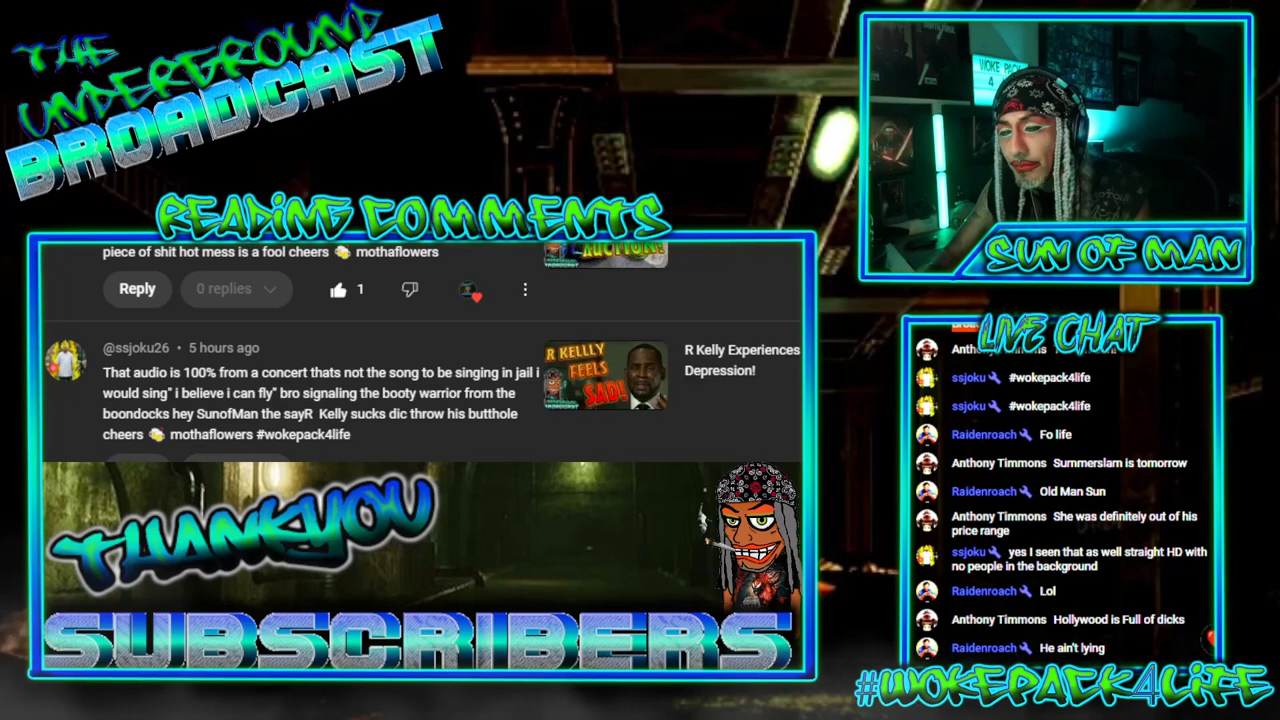 THE
UNDERGROUND
BROADCAST
WOKE PACK
4
SUN OF MAN
READING COMMENTS
piece of shit hot mess is a fool cheers 🍻 mothaflowers
AUCTION!
Reply
0 replies
1
@ssjoku26 • 5 hours ago
That audio is 100% from a concert thats not the song to be singing in jail i
would sing" i believe i can fly" bro signaling the booty warrior from the
boondocks hey SunofMan the sayR Kelly sucks dic throw his butthole
cheers 🍻 mothaflowers #wokepack4life
R KELLLY
FEELS
SAD!
R Kelly Experiences
Depression!
THANKYOU
SUBSCRIBERS
LIVE CHAT
ssjoku #wokepack4life
ssjoku #wokepack4life
Raidenroach Fo life
Anthony Timmons Summerslam is tomorrow
Raidenroach Old Man Sun
Anthony Timmons She was definitely out of his
price range
ssjoku yes I seen that as well straight HD with
no people in the background
Raidenroach Lol
Anthony Timmons Hollywood is Full of dicks
Raidenroach He ain't lying
#WOKEPACK4LIFE